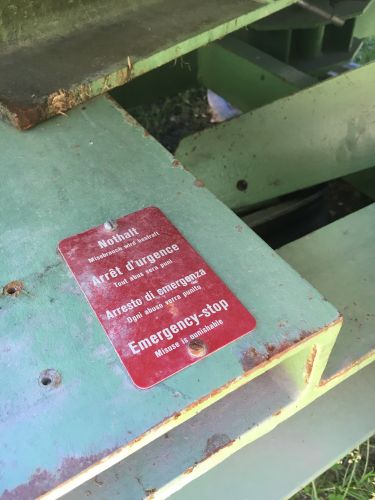 Nothalt
Missbrauch wird bestraft
Arrêt d'urgence
Tout abus sera puni
Arresto di emergenza
Ogni abuso verra punito
Emergency-stop
Misuse is punishable